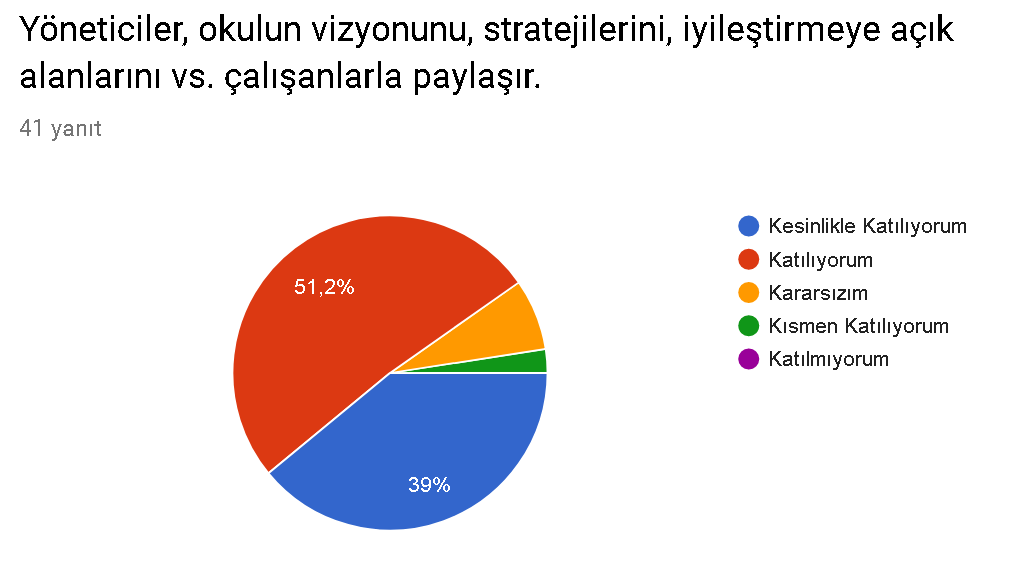 Yöneticiler, okulun vizyonunu, stratejilerini, iyileştirmeye açık
alanlarını vs. çalışanlarla paylaşır.
41 yanıt
51,2%
39%
Kesinlikle Katılıyorum
Katılıyorum
Kararsızım
Kısmen Katılıyorum
Katılmıyorum